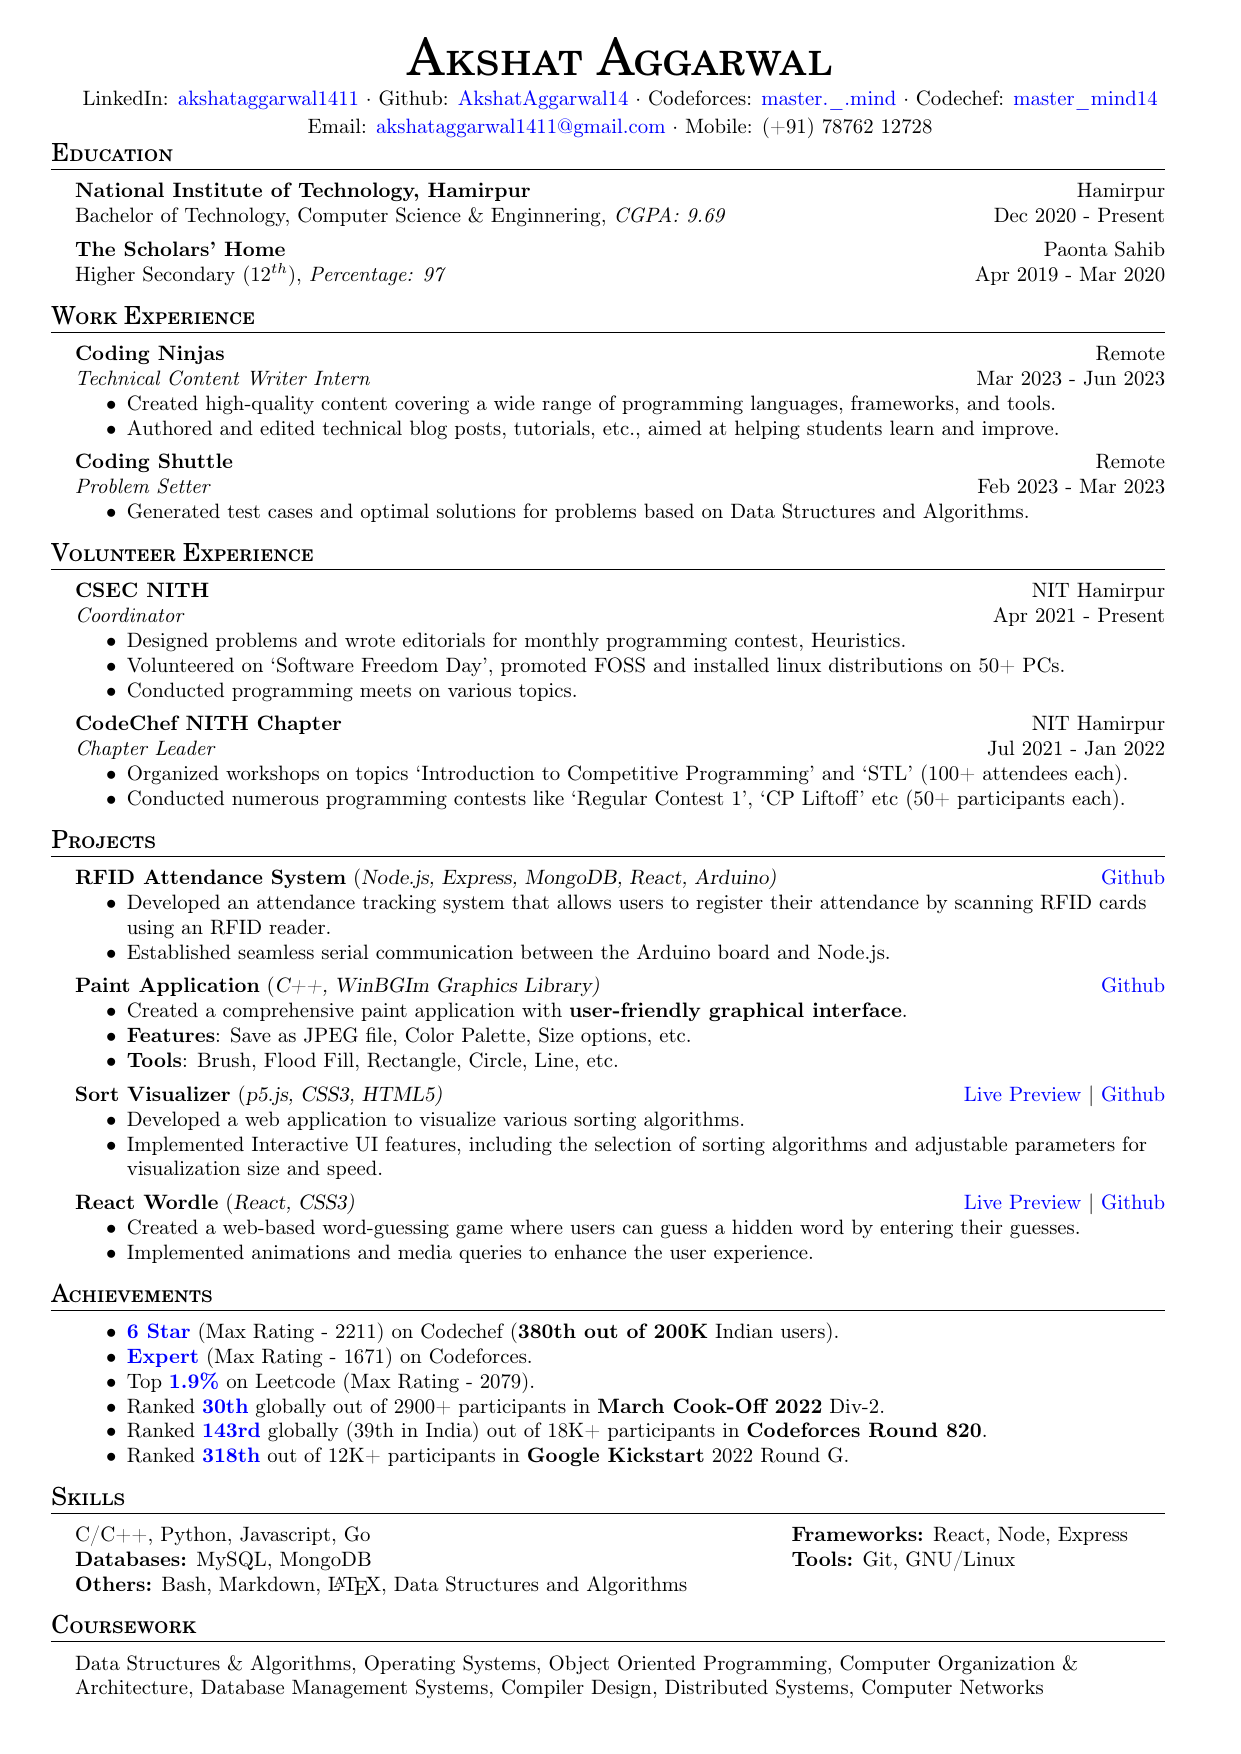 Akshat Aggarwal
LinkedIn: akshataggarwal1411 · Github: AkshatAggarwal14 · Codeforces: master._.mind · Codechef: master_mind14
Email: akshataggarwal1411@gmail.com · Mobile: (+91) 78762 12728
Education
National Institute of Technology, Hamirpur Hamirpur
Bachelor of Technology, Computer Science & Enginnering, CGPA: 9.69 Dec 2020 - Present
The Scholars' Home Paonta Sahib
Higher Secondary (12th), Percentage: 97 Apr 2019 - Mar 2020
Work Experience
Coding Ninjas Remote
Technical Content Writer Intern Mar 2023 - Jun 2023
• Created high-quality content covering a wide range of programming languages, frameworks, and tools.
• Authored and edited technical blog posts, tutorials, etc., aimed at helping students learn and improve.
Coding Shuttle Remote
Problem Setter Feb 2023 - Mar 2023
• Generated test cases and optimal solutions for problems based on Data Structures and Algorithms.
Volunteer Experience
CSEC NITH NIT Hamirpur
Coordinator Apr 2021 - Present
• Designed problems and wrote editorials for monthly programming contest, Heuristics.
• Volunteered on 'Software Freedom Day', promoted FOSS and installed linux distributions on 50+ PCs.
• Conducted programming meets on various topics.
CodeChef NITH Chapter NIT Hamirpur
Chapter Leader Jul 2021 - Jan 2022
• Organized workshops on topics 'Introduction to Competitive Programming' and 'STL' (100+ attendees each).
• Conducted numerous programming contests like 'Regular Contest 1', 'CP Liftoff' etc (50+ participants each).
Projects
RFID Attendance System (Node.js, Express, MongoDB, React, Arduino) Github
• Developed an attendance tracking system that allows users to register their attendance by scanning RFID cards
using an RFID reader.
• Established seamless serial communication between the Arduino board and Node.js.
Paint Application (C++, WinBGIm Graphics Library) Github
• Created a comprehensive paint application with user-friendly graphical interface.
• Features: Save as JPEG file, Color Palette, Size options, etc.
• Tools: Brush, Flood Fill, Rectangle, Circle, Line, etc.
Sort Visualizer (p5.js, CSS3, HTML5) Live Preview | Github
• Developed a web application to visualize various sorting algorithms.
• Implemented Interactive UI features, including the selection of sorting algorithms and adjustable parameters for
visualization size and speed.
React Wordle (React, CSS3) Live Preview | Github
• Created a web-based word-guessing game where users can guess a hidden word by entering their guesses.
• Implemented animations and media queries to enhance the user experience.
Achievements
• 6 Star (Max Rating - 2211) on Codechef (380th out of 200K Indian users).
• Expert (Max Rating - 1671) on Codeforces.
• Top 1.9% on Leetcode (Max Rating - 2079).
• Ranked 30th globally out of 2900+ participants in March Cook-Off 2022 Div-2.
• Ranked 143rd globally (39th in India) out of 18K+ participants in Codeforces Round 820.
• Ranked 318th out of 12K+ participants in Google Kickstart 2022 Round G.
Skills
C/C++, Python, Javascript, Go Frameworks: React, Node, Express
Databases: MySQL, MongoDB Tools: Git, GNU/Linux
Others: Bash, Markdown, LATEX, Data Structures and Algorithms
Coursework
Data Structures & Algorithms, Operating Systems, Object Oriented Programming, Computer Organization &
Architecture, Database Management Systems, Compiler Design, Distributed Systems, Computer Networks